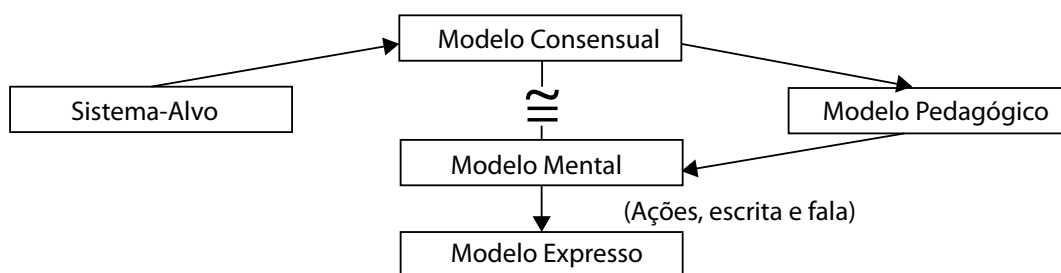 Modelo Consensual
Sistema-Alvo
≅
Modelo Pedagógico
Modelo Mental
(Ações, escrita e fala)
Modelo Expresso